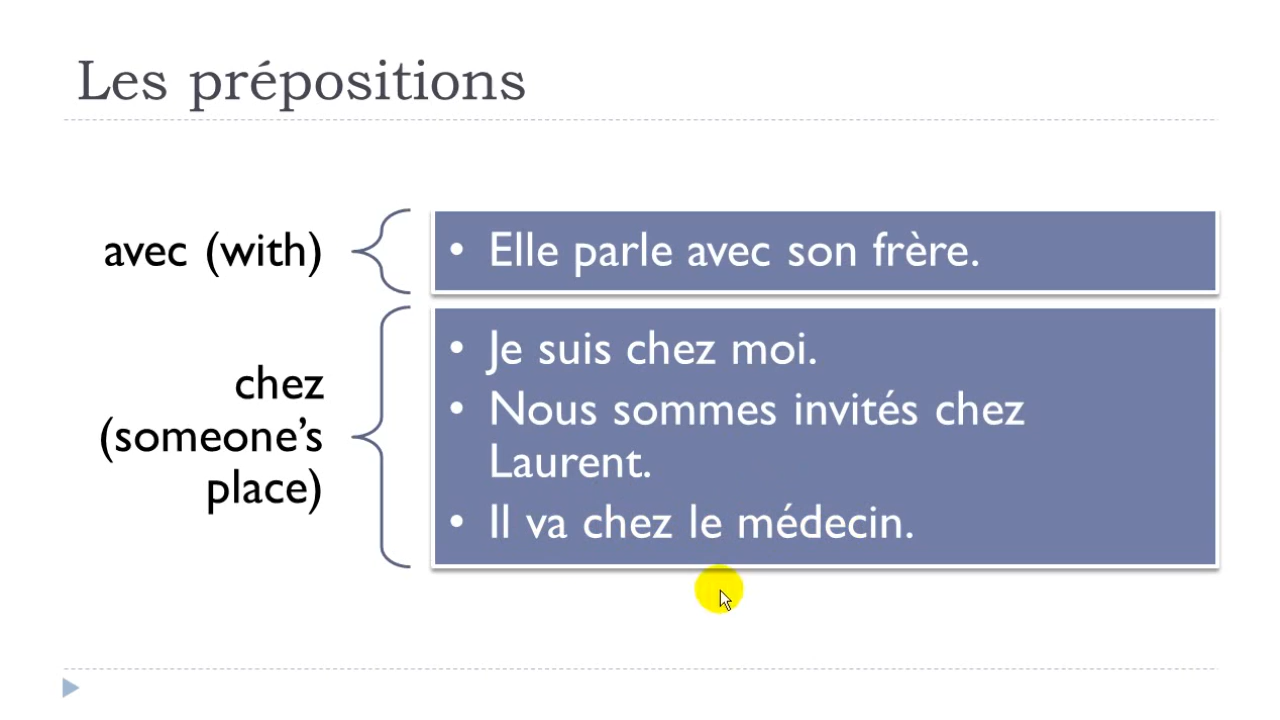 Les prépositions
avec (with)
• Elle parle avec son frère.
chez
(someone's
place)
• Je suis chez moi.
• Nous sommes invités chez
Laurent.
• Il va chez le médecin.